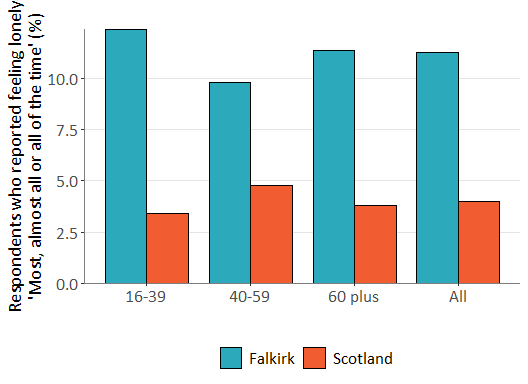 Respondents who reported feeling lonely
'Most, almost all or all of the time' (%)
10.0
7.5
5.0
2.5
0.0
16-39 40-59 60 plus All
Falkirk Scotland